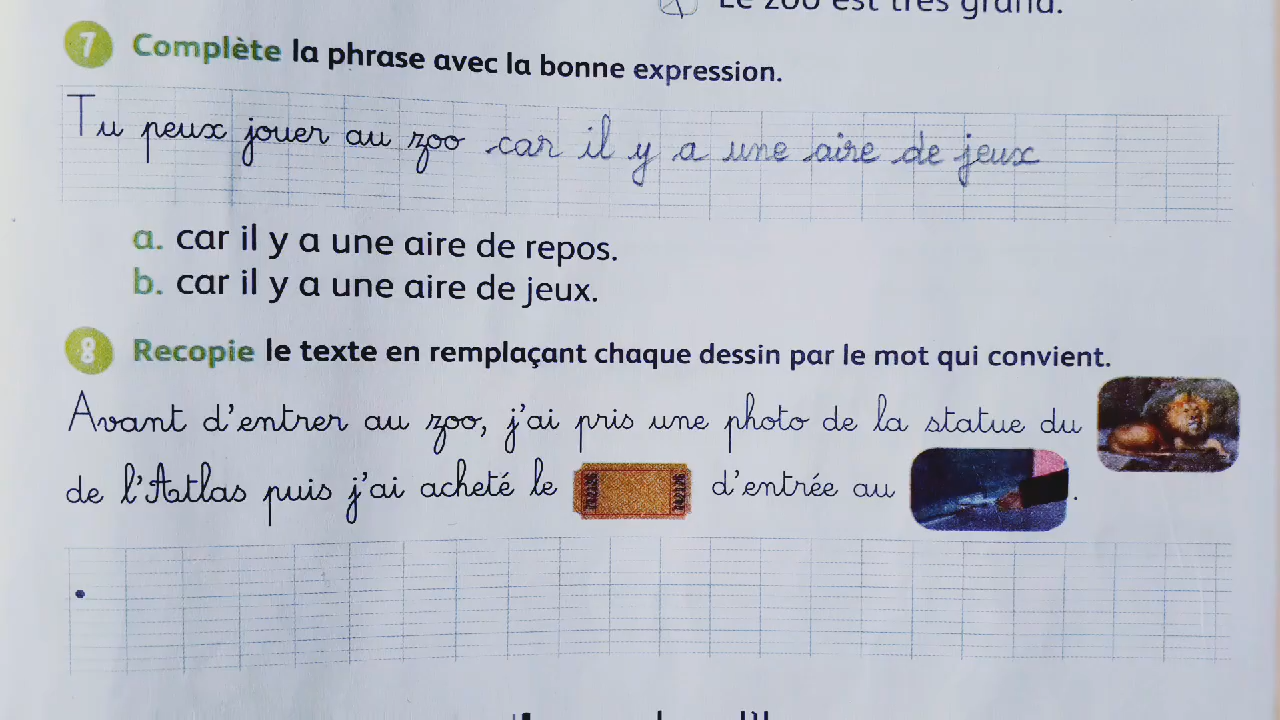 Le zoo est très grand.
7 Complète la phrase avec la bonne expression.
Tu peux jouer au zoo car il y a une aire de jeux
a. car il y a une aire de repos.
b. car il y a une aire de jeux.
8 Recopie le texte en remplaçant chaque dessin par le mot qui convient.
Avant d'entrer au zoo, j'ai pris une photo de la statue du
de l'Atlas puis j'ai acheté le d'entrée au .